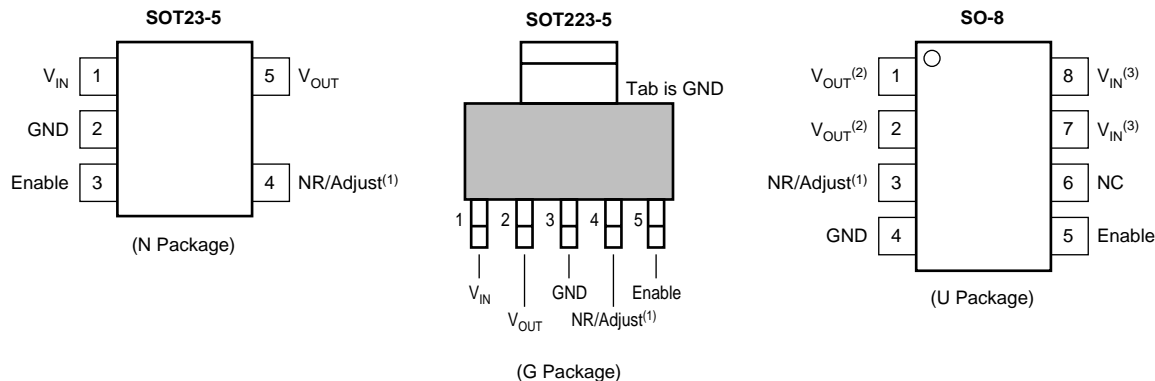 SOT23-5
V_IN 1
5 V_OUT
GND 2
Enable 3
4 NR/Adjust(1)
(N Package)
SOT223-5
Tab is GND
1 2 3 4 5
V_IN GND Enable
V_OUT NR/Adjust(1)
(G Package)
SO-8
V_OUT(2) 1
8 V_IN(3)
V_OUT(2) 2
7 V_IN(3)
NR/Adjust(1) 3
6 NC
GND 4
5 Enable
(U Package)